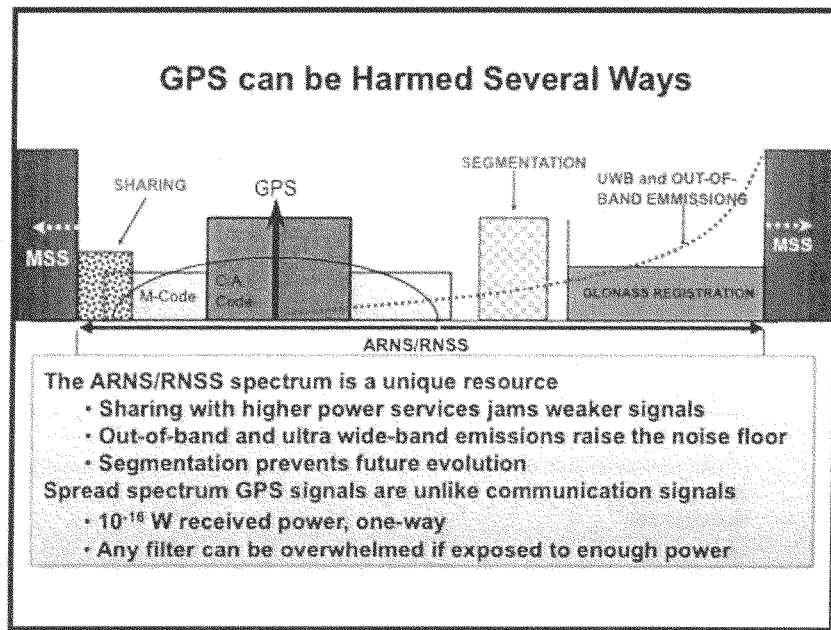 GPS can be Harmed Several Ways
SEGMENTATION
SHARING
GPS
UWB and OUT-OF-
BAND EMMISSIONS
MSS
MSS
M-Code
C/A
Code
GLONASS REGISTRATION
ARNS/RNSS
The ARNS/RNSS spectrum is a unique resource
• Sharing with higher power services jams weaker signals
• Out-of-band and ultra wide-band emissions raise the noise floor
• Segmentation prevents future evolution
Spread spectrum GPS signals are unlike communication signals
• 10⁻¹⁶ W received power, one-way
• Any filter can be overwhelmed if exposed to enough power